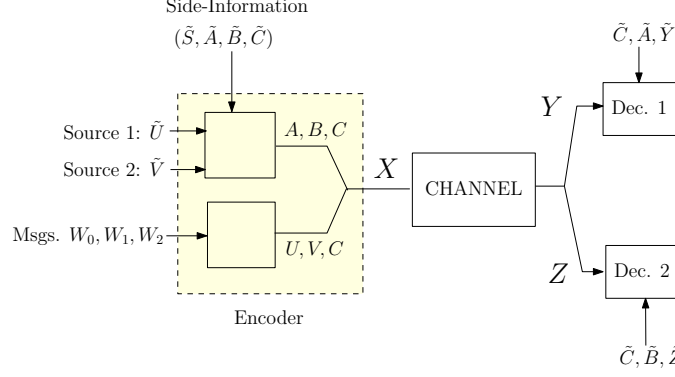 Side-Information
(S̃, Ã, B̃, C̃)
C̃, Ã, Ỹ
Source 1: Ũ
A, B, C
Y
Dec. 1
Source 2: Ṽ
X
CHANNEL
Msgs. W₀, W₁, W₂
U, V, C
Z
Dec. 2
Encoder
C̃, B̃, Z̃